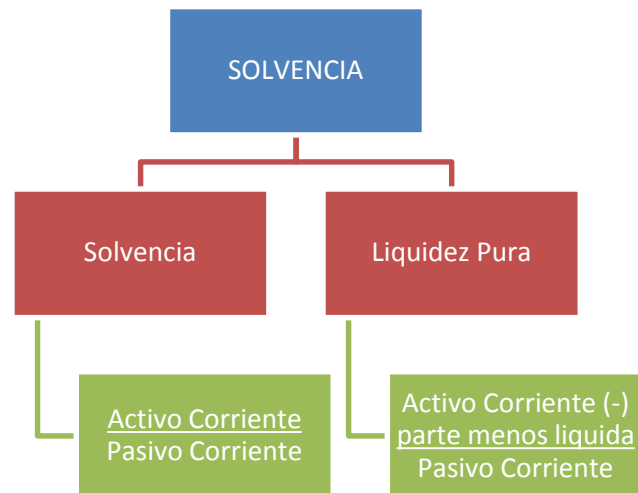 SOLVENCIA
Solvencia
Liquidez Pura
Activo Corriente
Pasivo Corriente
Activo Corriente (-)
parte menos liquida
Pasivo Corriente